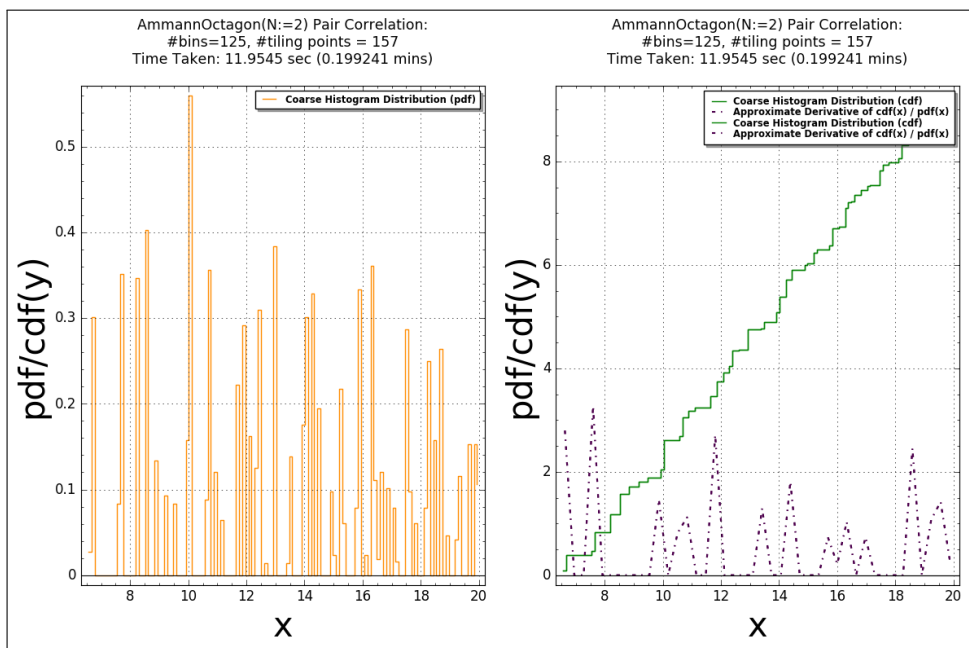 AmmannOctagon(N:=2) Pair Correlation:
#bins=125, #tiling points = 157
Time Taken: 11.9545 sec (0.199241 mins)
Coarse Histogram Distribution (pdf)
pdf/cdf(y)
0.5
0.4
0.3
0.2
0.1
0
8
10
12
14
16
18
20
x
AmmannOctagon(N:=2) Pair Correlation:
#bins=125, #tiling points = 157
Time Taken: 11.9545 sec (0.199241 mins)
Coarse Histogram Distribution (cdf)
Approximate Derivative of cdf(x) / pdf(x)
Coarse Histogram Distribution (cdf)
Approximate Derivative of cdf(x) / pdf(x)
pdf/cdf(y)
8
6
4
2
0
8
10
12
14
16
18
20
x